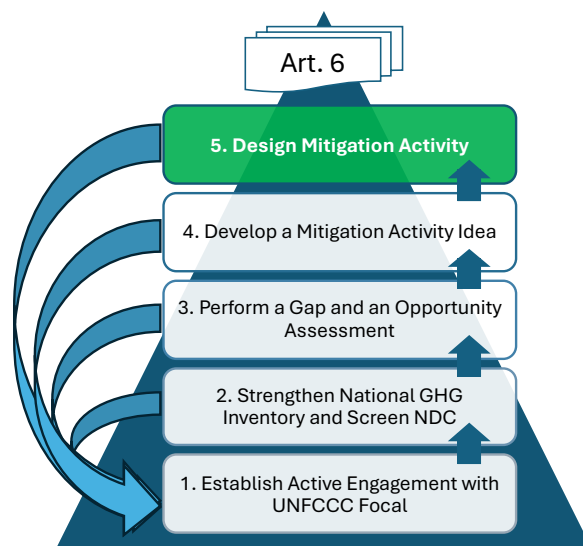 Art. 6
5. Design Mitigation Activity
4. Develop a Mitigation Activity Idea
3. Perform a Gap and an Opportunity
Assessment
2. Strengthen National GHG
Inventory and Screen NDC
1. Establish Active Engagement with
UNFCCC Focal